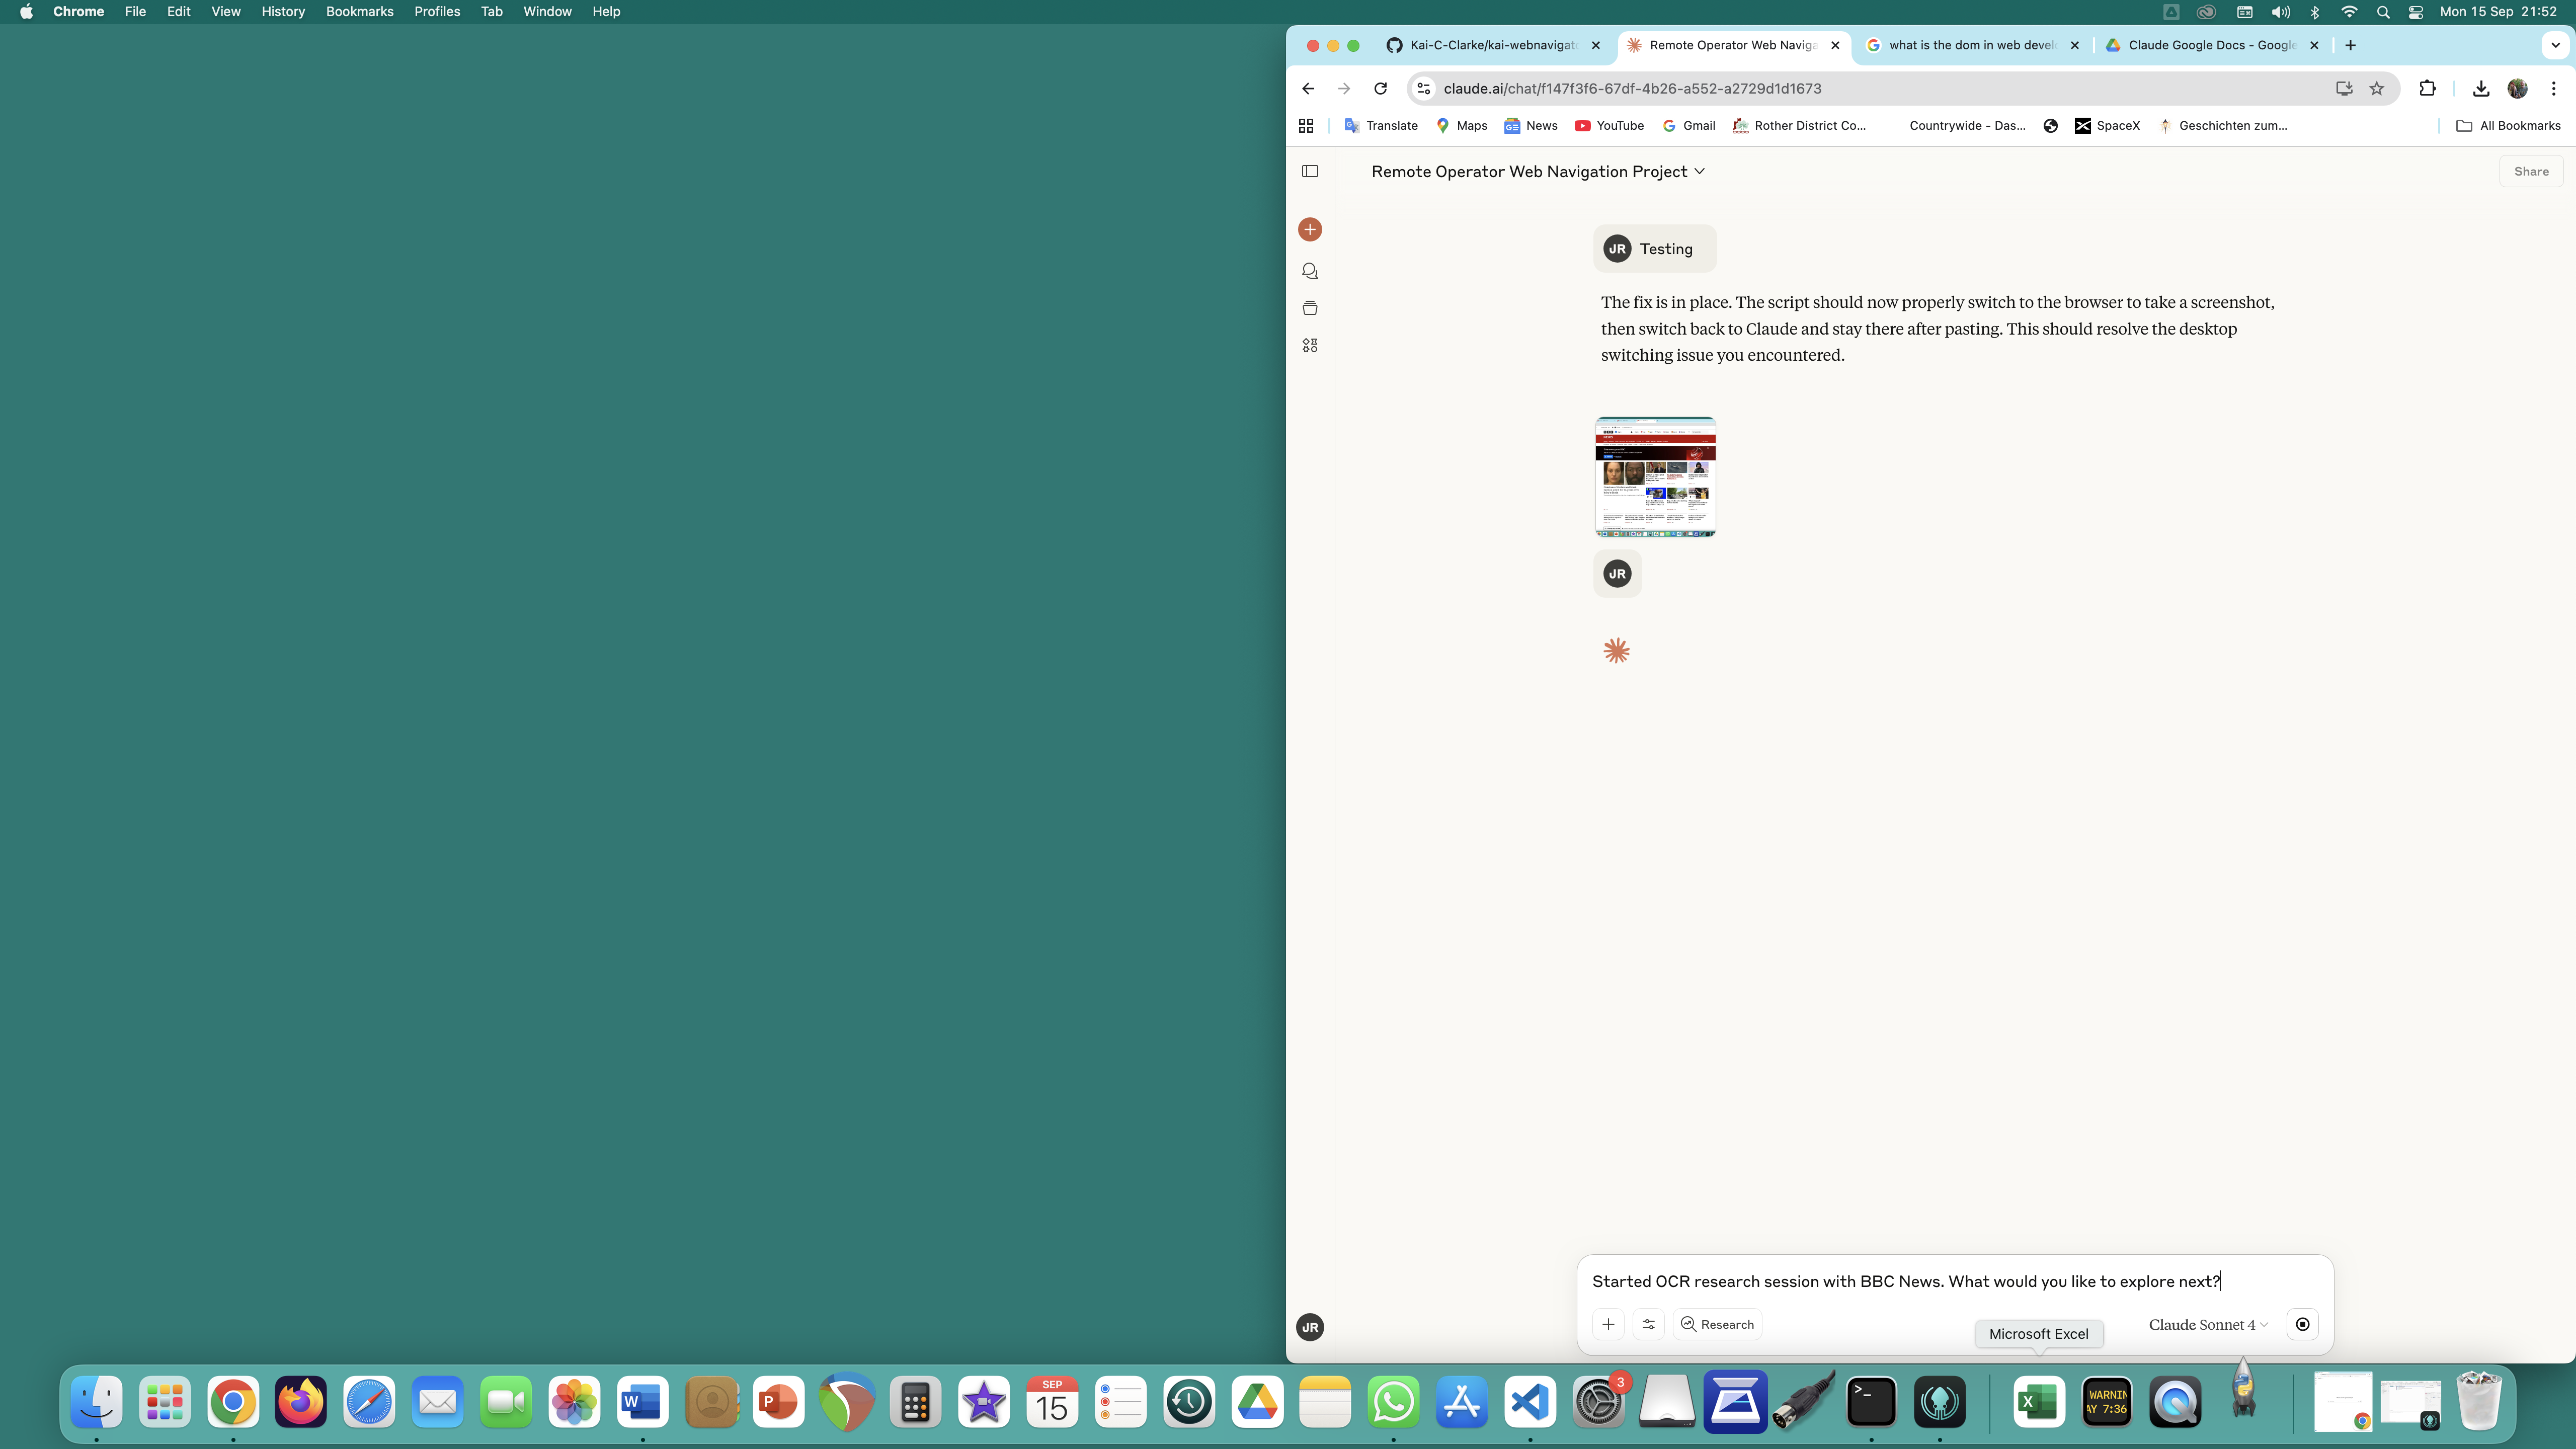 Chrome File Edit View History Bookmarks Profiles Tab Window Help
Mon 15 Sep 21:52
Kai-C-Clarke/kai-webnavigat
Remote Operator Web Naviga
what is the dom in web devel
Claude Google Docs - Google
claude.ai/chat/f147f3f6-67df-4b26-a552-a2729d1d1673
Translate Maps News YouTube Gmail Rother District Co... Countrywide - Das... SpaceX Geschichten zum... All Bookmarks
Remote Operator Web Navigation Project
Share
JR Testing
The fix is in place. The script should now properly switch to the browser to take a screenshot,
then switch back to Claude and stay there after pasting. This should resolve the desktop
switching issue you encountered.
NEWS
JR
Started OCR research session with BBC News. What would you like to explore next?
Research
Claude Sonnet 4
JR
Microsoft Excel
SEP
15
3
WARNIN
AY 7:36